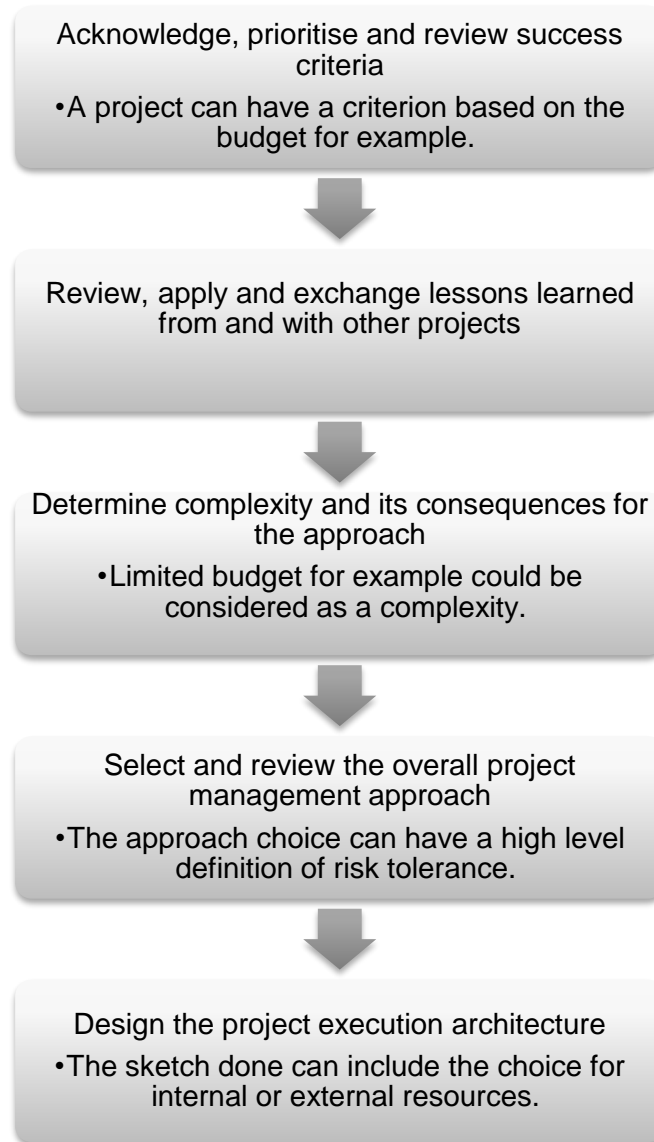 Acknowledge, prioritise and review success
criteria
•A project can have a criterion based on the
budget for example.
Review, apply and exchange lessons learned
from and with other projects
Determine complexity and its consequences for
the approach
•Limited budget for example could be
considered as a complexity.
Select and review the overall project
management approach
•The approach choice can have a high level
definition of risk tolerance.
Design the project execution architecture
•The sketch done can include the choice for
internal or external resources.